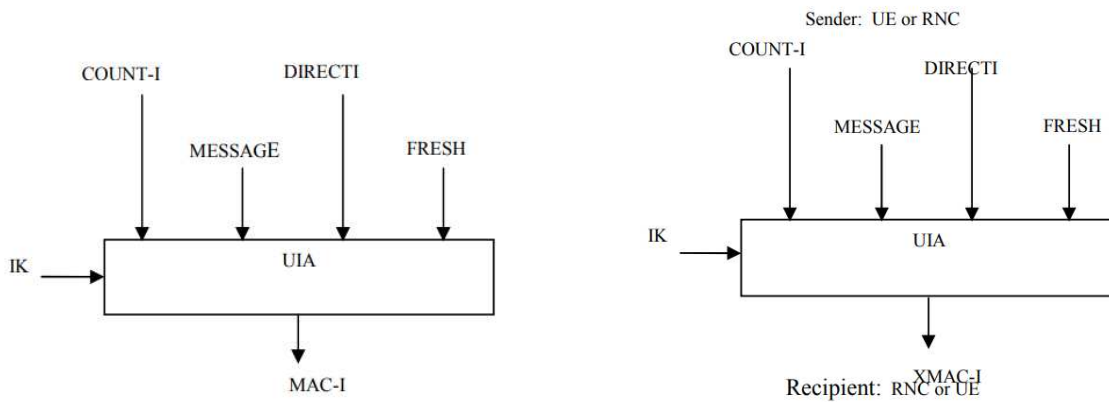 Sender: UE or RNC
COUNT-I
DIRECTI
MESSAGE
FRESH
IK
UIA
MAC-I
COUNT-I
DIRECTI
MESSAGE
FRESH
IK
UIA
XMAC-I
Recipient: RNC or UE